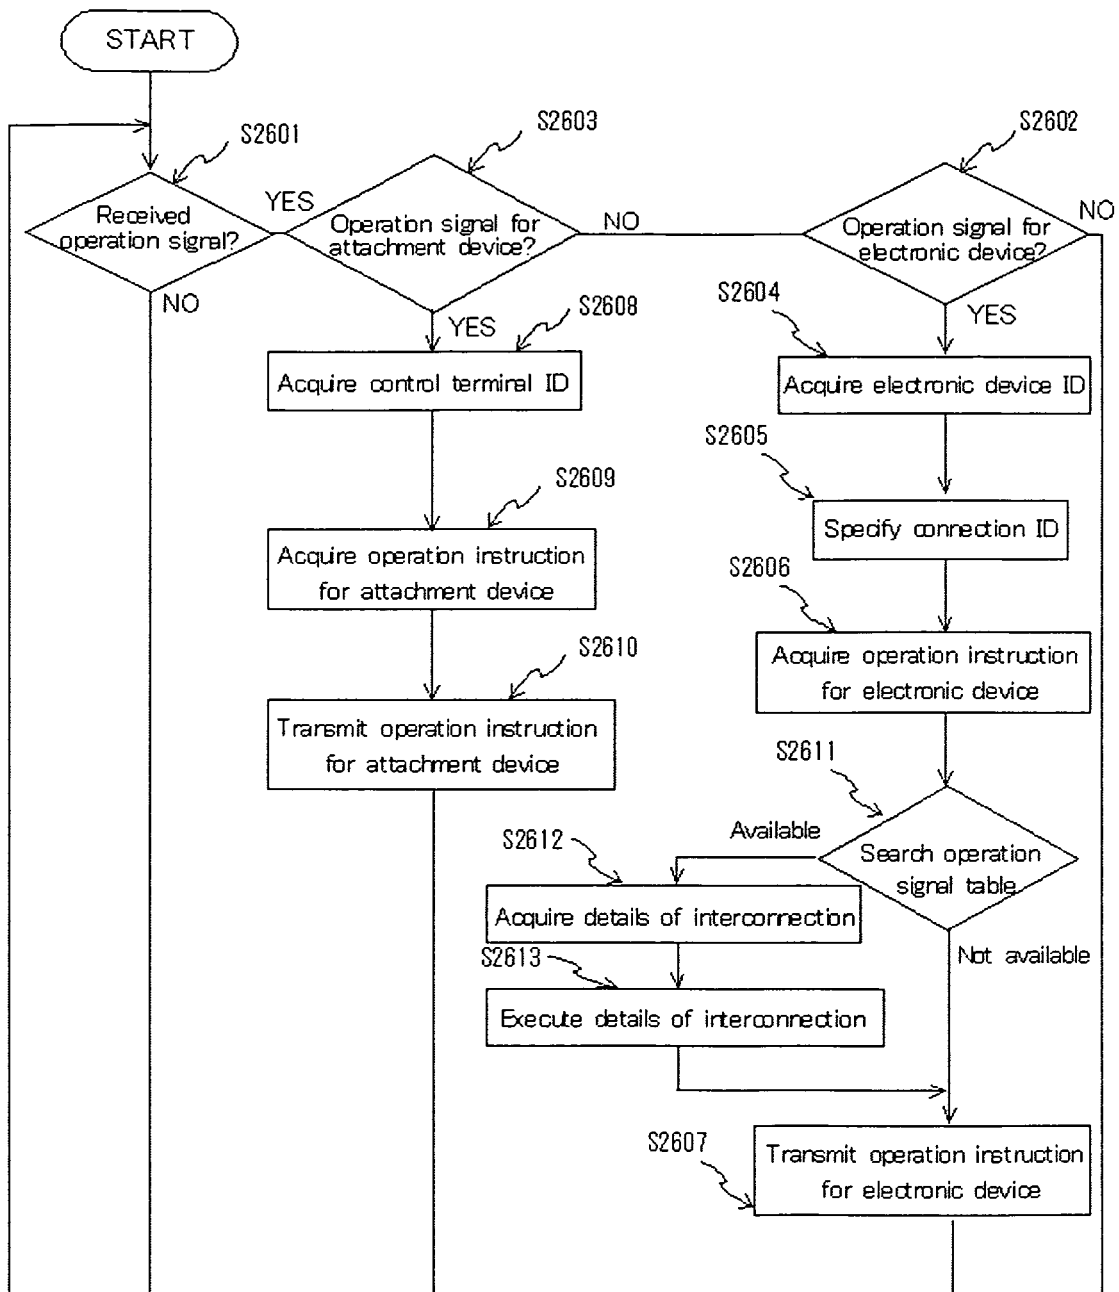 START
S2601
S2603
S2602
Received
operation signal?
YES
NO
Operation signal for
attachment device?
NO
YES
Operation signal for
electronic device?
NO
YES
S2608
Acquire control terminal ID
S2604
Acquire electronic device ID
S2605
Specify connection ID
S2609
Acquire operation instruction
for attachment device
S2606
Acquire operation instruction
for electronic device
S2610
Transmit operation instruction
for attachment device
S2611
Search operation
signal table
Available
Not available
S2612
Acquire details of interconnection
S2613
Execute details of interconnection
S2607
Transmit operation instruction
for electronic device